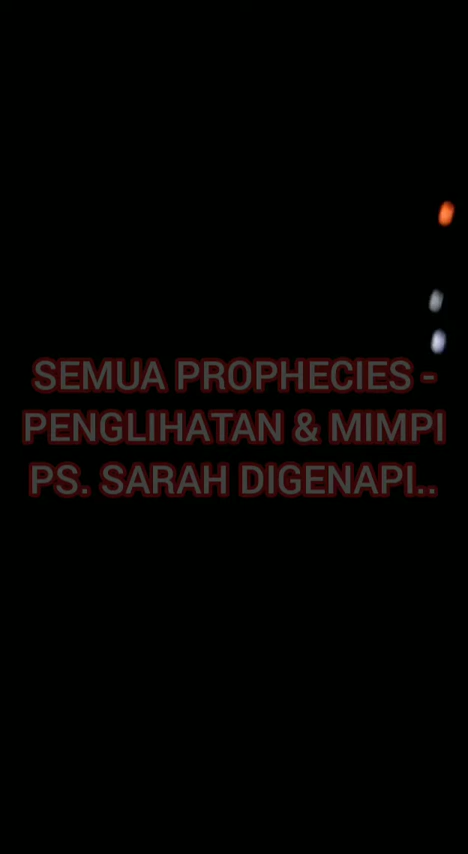 SEMUA PROPHECIES -
PENGLIHATAN & MIMPI
PS. SARAH DIGENAPI..